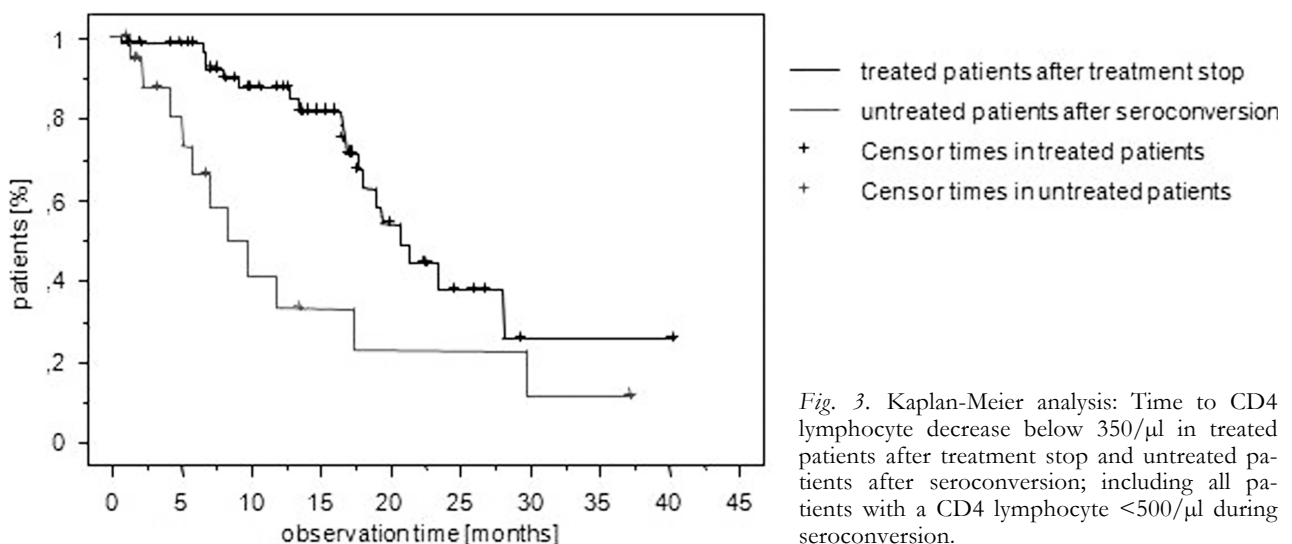 1
,8
,6
,4
,2
0
patients [%]
0 5 10 15 20 25 30 35 40 45
observation time [months]
treated patients after treatment stop
untreated patients after seroconversion
Censor times in treated patients
Censor times in untreated patients
Fig. 3. Kaplan-Meier analysis: Time to CD4
lymphocyte decrease below 350/µl in treated
patients after treatment stop and untreated pa-
tients after seroconversion; including all pa-
tients with a CD4 lymphocyte <500/µl during
seroconversion.